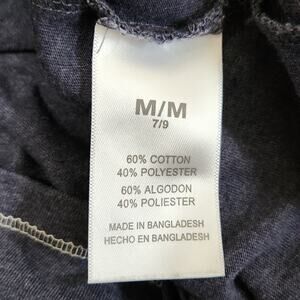 M/M
7/9
60% COTTON
40% POLYESTER
60% ALGODON
40% POLIESTER
MADE IN BANGLADESH
HECHO EN BANGLADESH